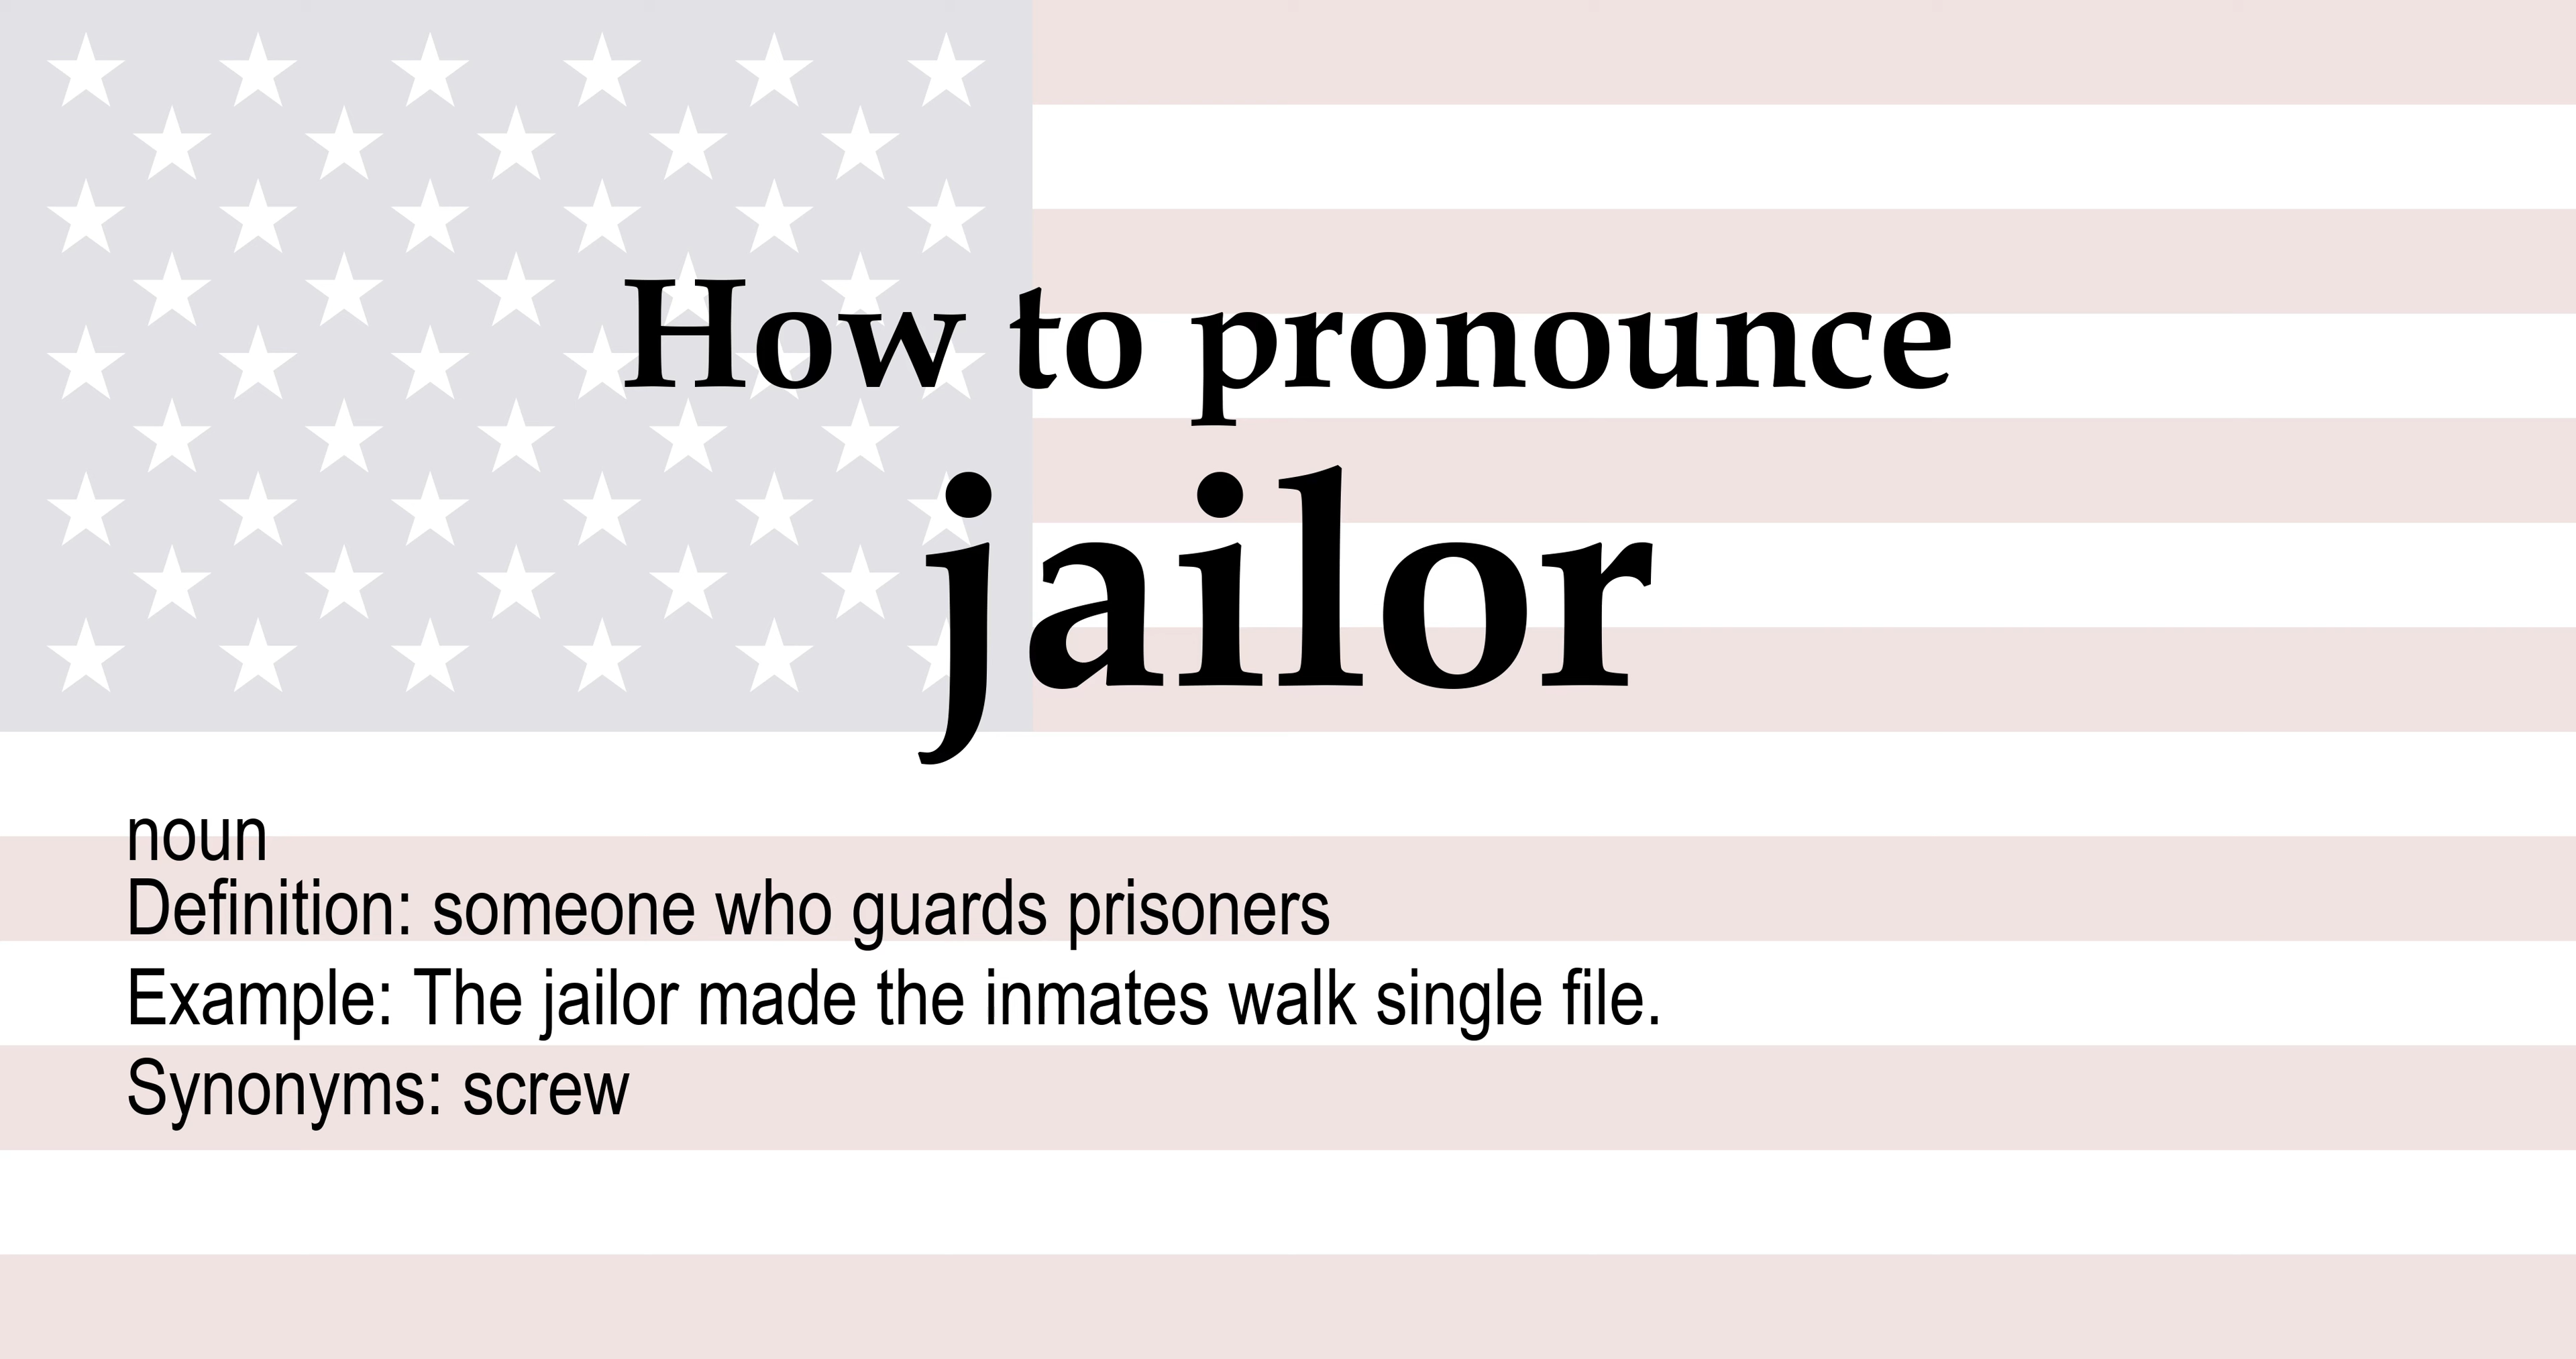 How to pronounce
jailor
noun
Definition: someone who guards prisoners
Example: The jailor made the inmates walk single file.
Synonyms: screw